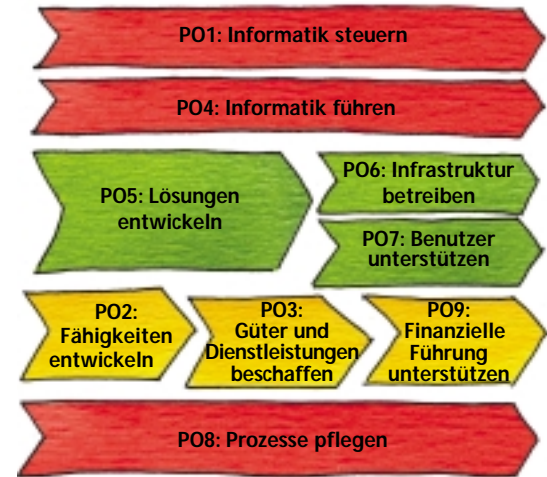 PO1: Informatik steuern
PO4: Informatik führen
PO5: Lösungen
entwickeln
PO6: Infrastruktur
betreiben
PO7: Benutzer
unterstützen
PO2:
Fähigkeiten
entwickeln
PO3:
Güter und
Dienstleistungen
beschaffen
PO9:
Finanzielle
Führung
unterstützen
PO8: Prozesse pflegen